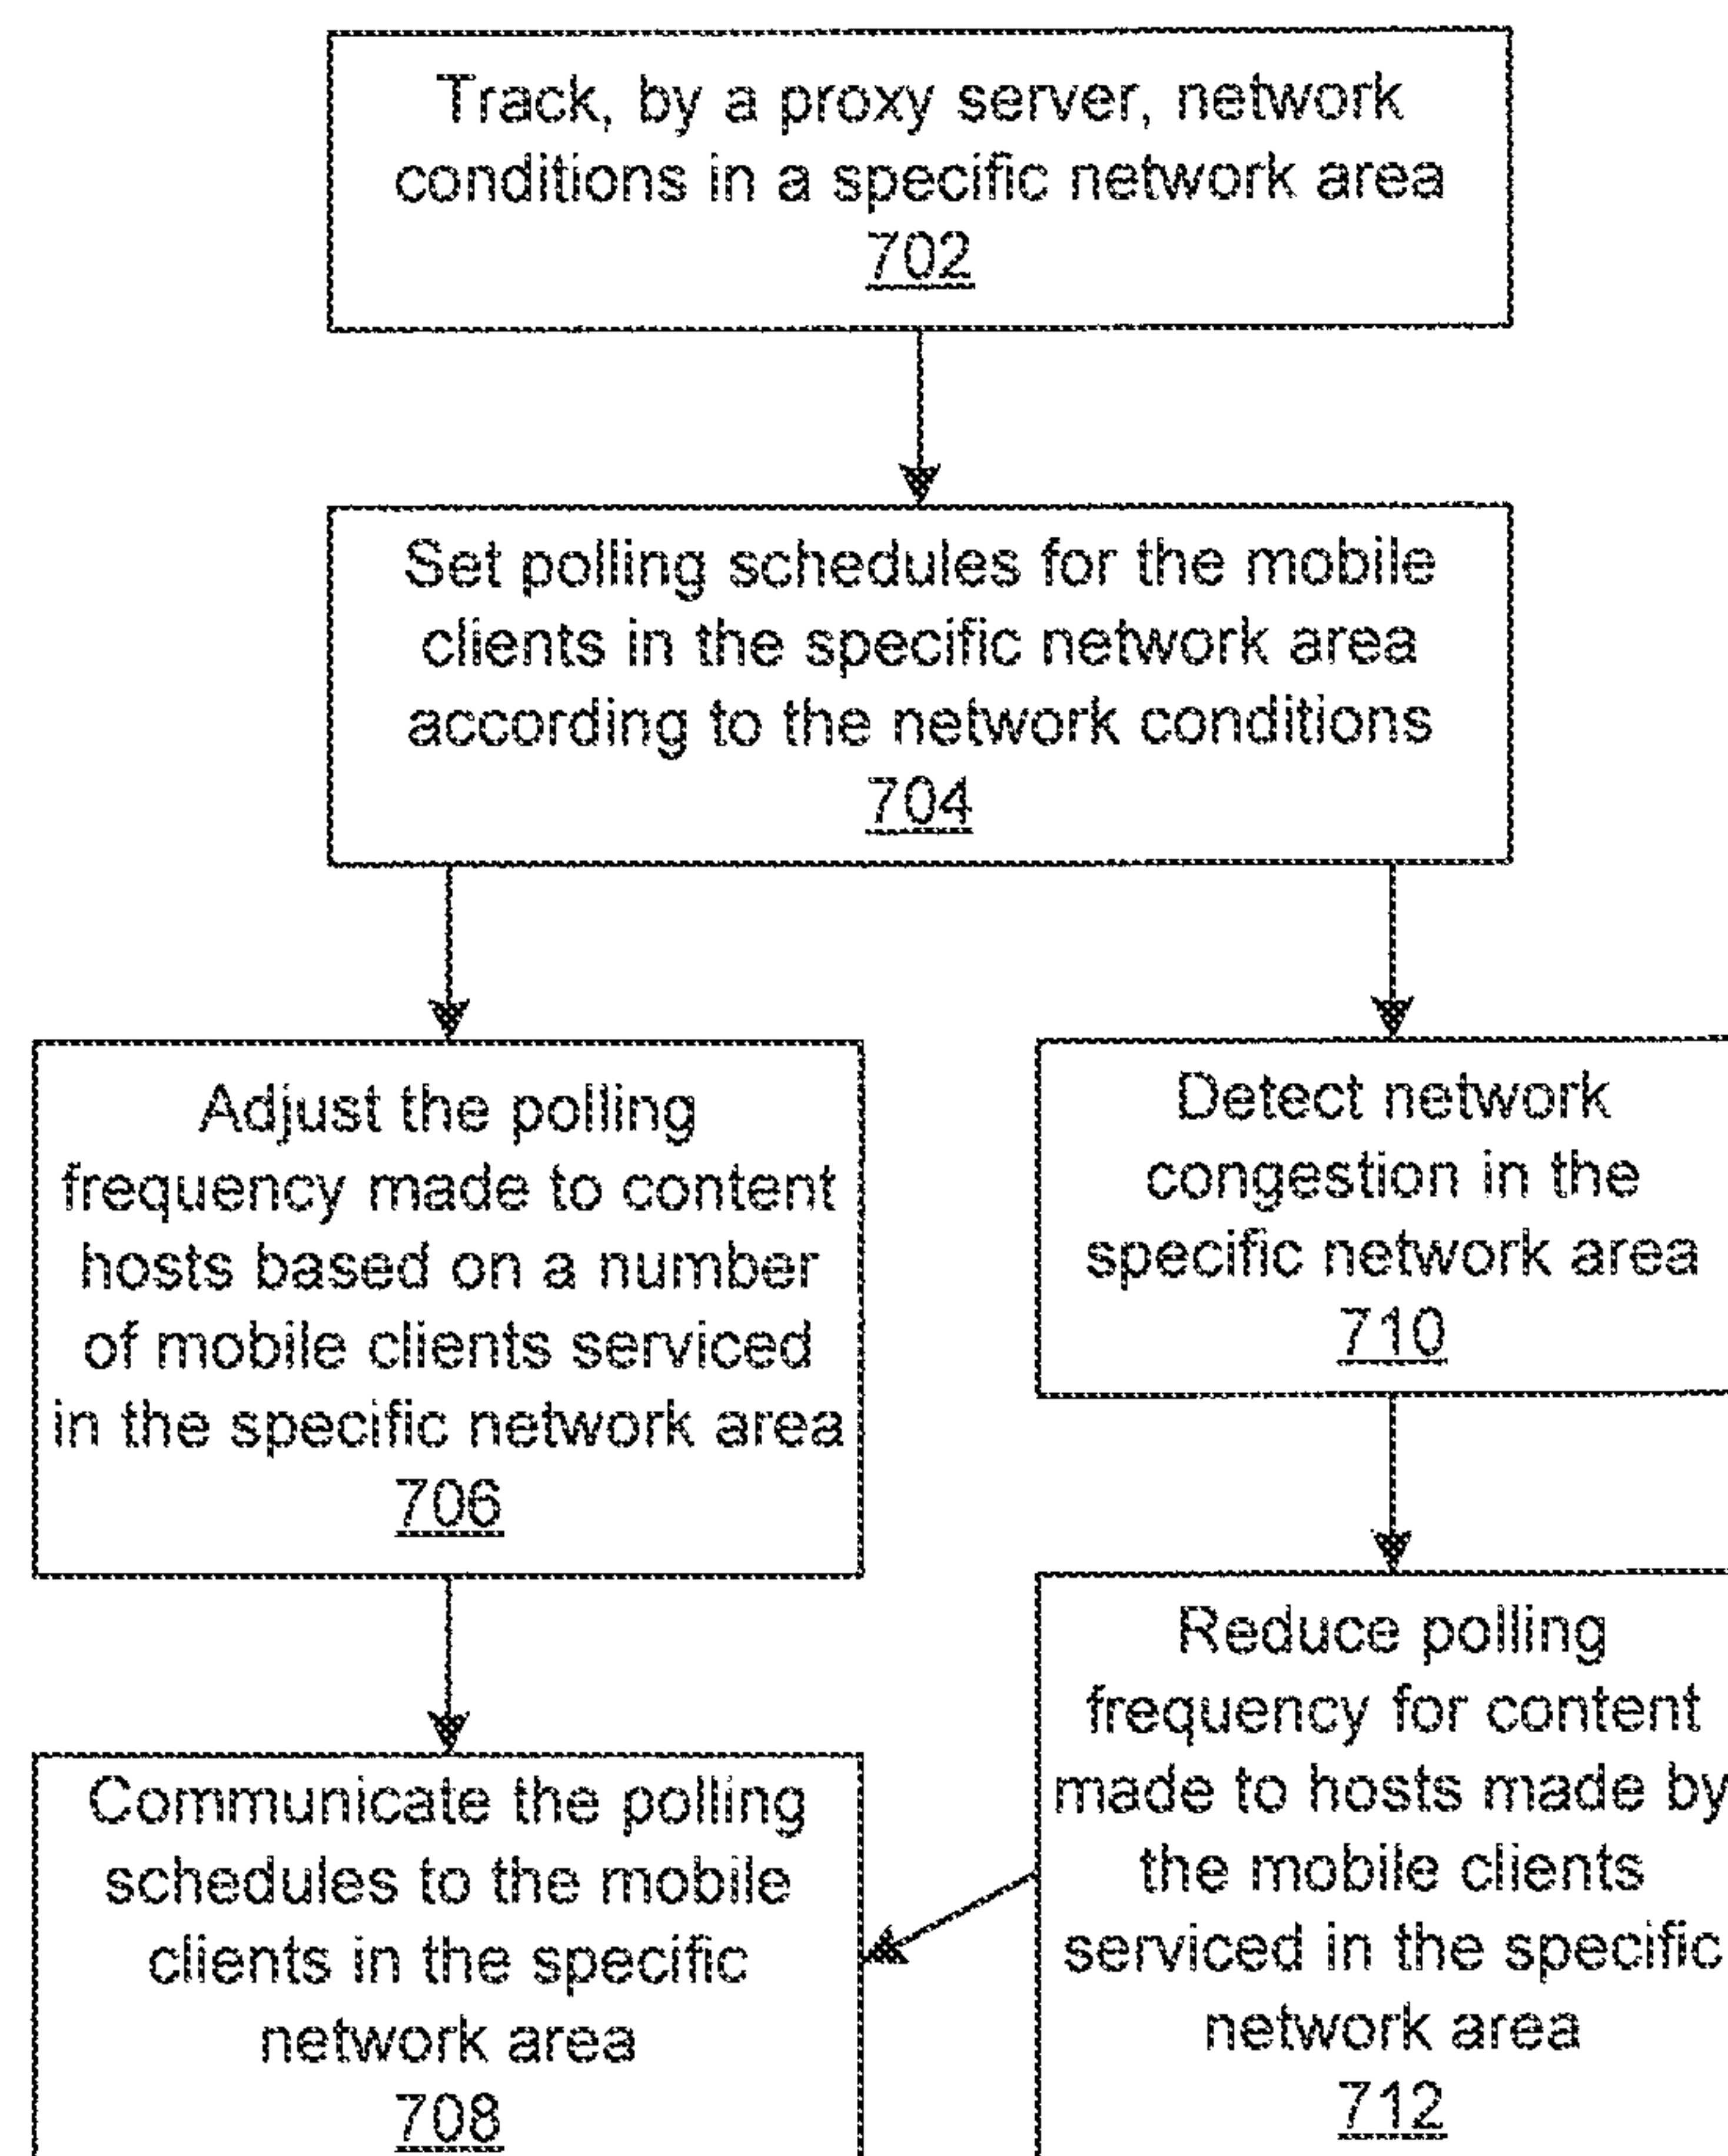 Track, by a proxy server, network
conditions in a specific network area
702
Set polling schedules for the mobile
clients in the specific network area
according to the network conditions
704
Adjust the polling
frequency made to content
hosts based on a number
of mobile clients serviced
in the specific network area
706
Detect network
congestion in the
specific network area
710
Communicate the polling
schedules to the mobile
clients in the specific
network area
708
Reduce polling
frequency for content
made to hosts made by
the mobile clients
serviced in the specific
network area
712